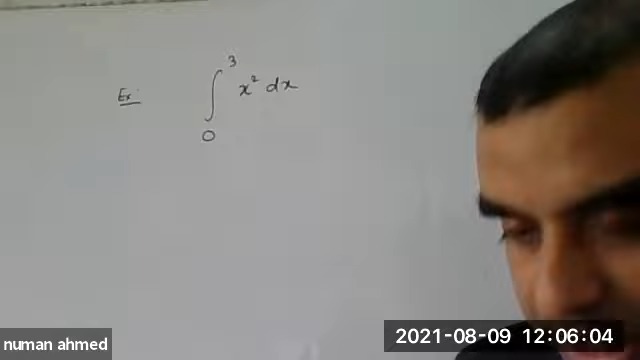 Ex: ∫₀³ x² dx
numan ahmed
2021-08-09 12:06:04